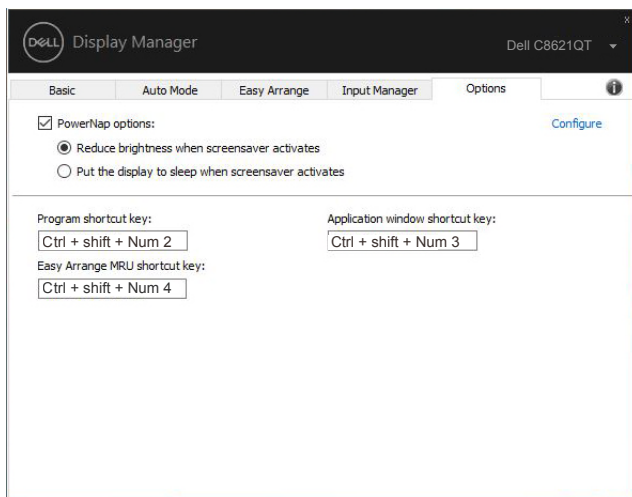 DELL Display Manager
x
Dell C8621QT
Basic Auto Mode Easy Arrange Input Manager Options i
PowerNap options: Configure
Reduce brightness when screensaver activates
Put the display to sleep when screensaver activates
Program shortcut key: Application window shortcut key:
Ctrl + shift + Num 2 Ctrl + shift + Num 3
Easy Arrange MRU shortcut key:
Ctrl + shift + Num 4